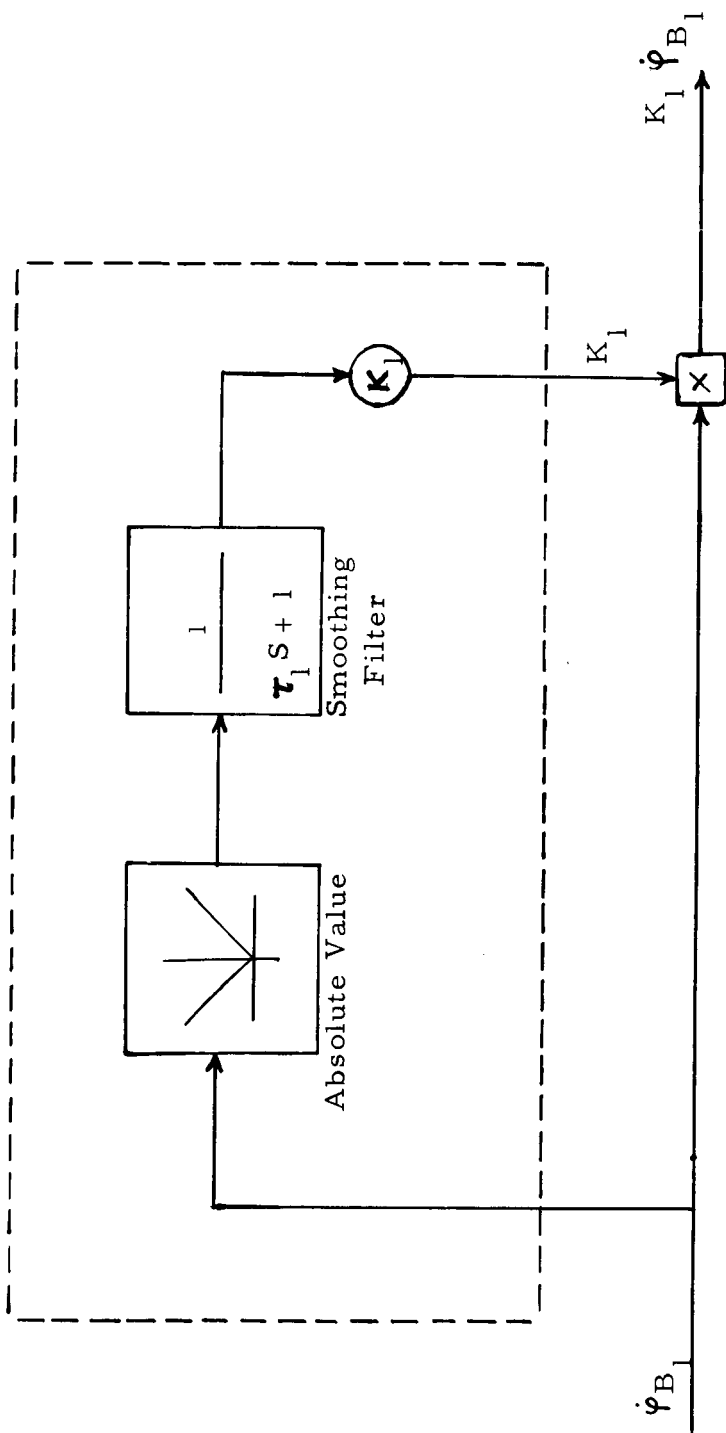 φ̇B1
Absolute Value
1
τ1 S + 1
Smoothing
Filter
K1
K1
X
K1 φ̇B1